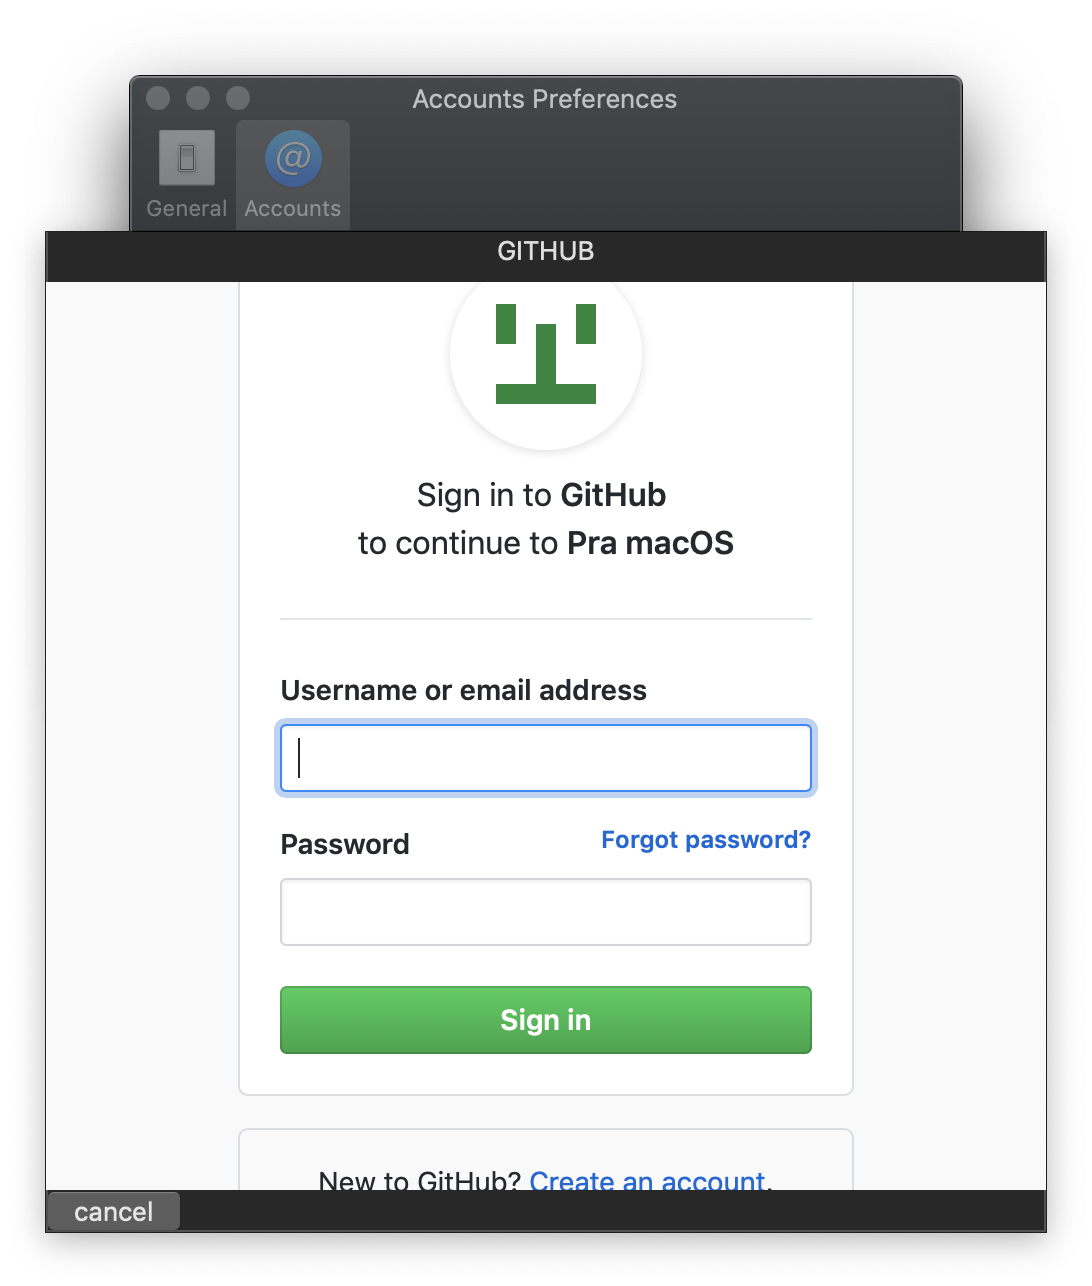 Accounts Preferences
@
General
Accounts
GITHUB
Sign in to GitHub
to continue to Pra macOS
Username or email address
Password
Forgot password?
Sign in
New to GitHub? Create an account.
cancel